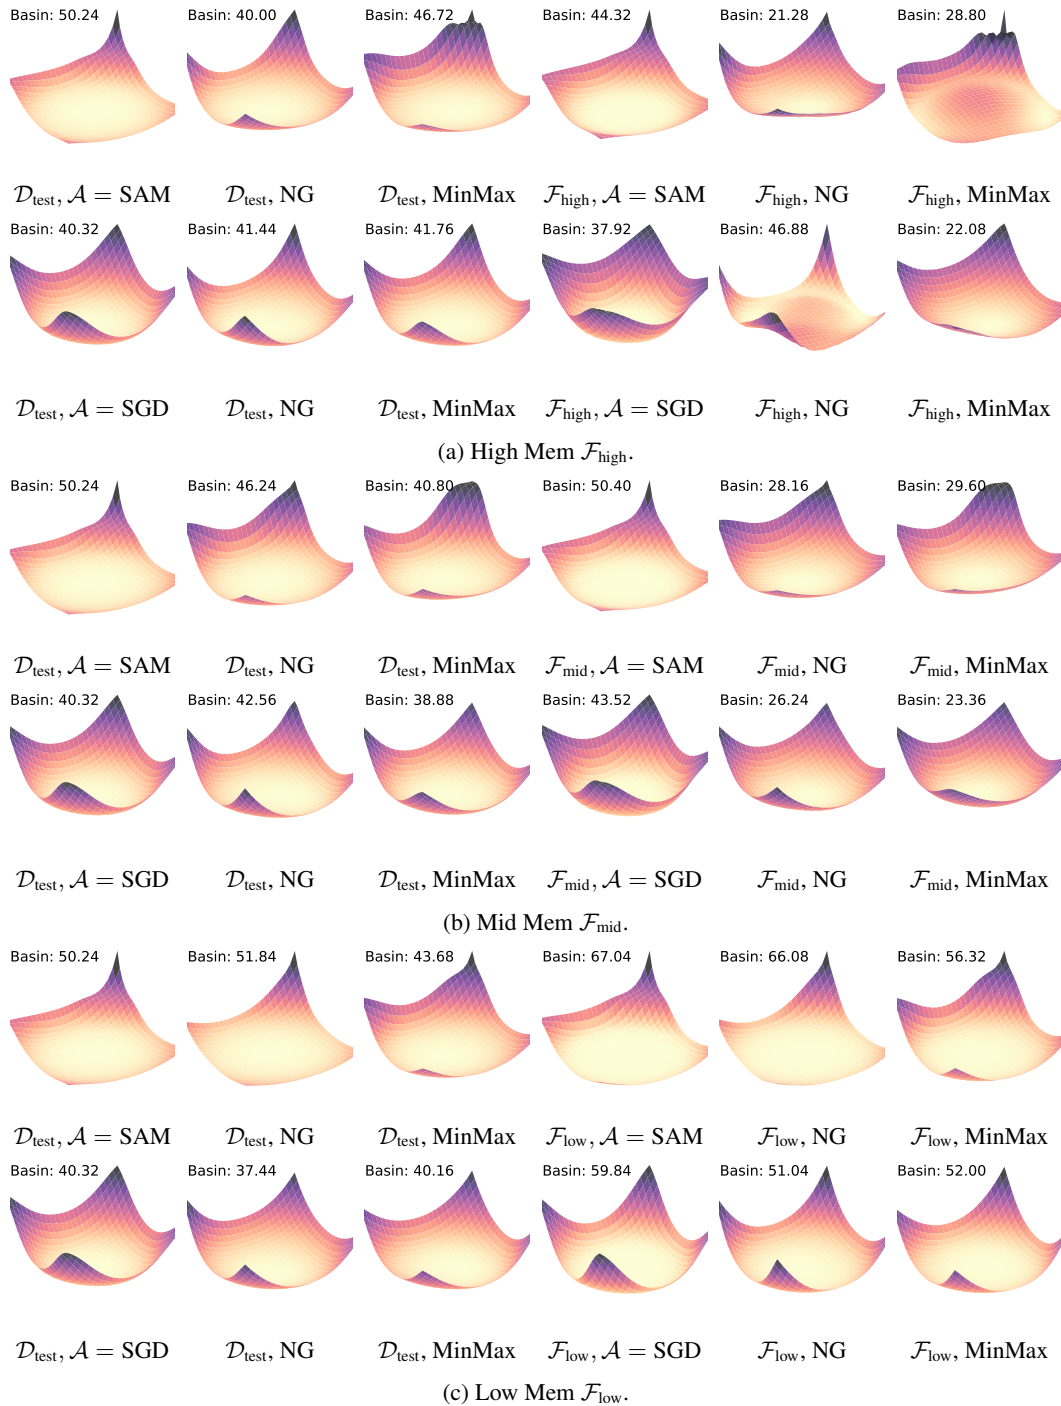 Basin: 50.24 Basin: 40.00 Basin: 46.72 Basin: 44.32 Basin: 21.28 Basin: 28.80
𝒟test, 𝒜 = SAM 𝒟test, NG 𝒟test, MinMax ℱhigh, 𝒜 = SAM ℱhigh, NG ℱhigh, MinMax
Basin: 40.32 Basin: 41.44 Basin: 41.76 Basin: 37.92 Basin: 46.88 Basin: 22.08
𝒟test, 𝒜 = SGD 𝒟test, NG 𝒟test, MinMax ℱhigh, 𝒜 = SGD ℱhigh, NG ℱhigh, MinMax
(a) High Mem ℱhigh.
Basin: 50.24 Basin: 46.24 Basin: 40.80 Basin: 50.40 Basin: 28.16 Basin: 29.60
𝒟test, 𝒜 = SAM 𝒟test, NG 𝒟test, MinMax ℱmid, 𝒜 = SAM ℱmid, NG ℱmid, MinMax
Basin: 40.32 Basin: 42.56 Basin: 38.88 Basin: 43.52 Basin: 26.24 Basin: 23.36
𝒟test, 𝒜 = SGD 𝒟test, NG 𝒟test, MinMax ℱmid, 𝒜 = SGD ℱmid, NG ℱmid, MinMax
(b) Mid Mem ℱmid.
Basin: 50.24 Basin: 51.84 Basin: 43.68 Basin: 67.04 Basin: 66.08 Basin: 56.32
𝒟test, 𝒜 = SAM 𝒟test, NG 𝒟test, MinMax ℱlow, 𝒜 = SAM ℱlow, NG ℱlow, MinMax
Basin: 40.32 Basin: 37.44 Basin: 40.16 Basin: 59.84 Basin: 51.04 Basin: 52.00
𝒟test, 𝒜 = SGD 𝒟test, NG 𝒟test, MinMax ℱlow, 𝒜 = SGD ℱlow, NG ℱlow, MinMax
(c) Low Mem ℱlow.